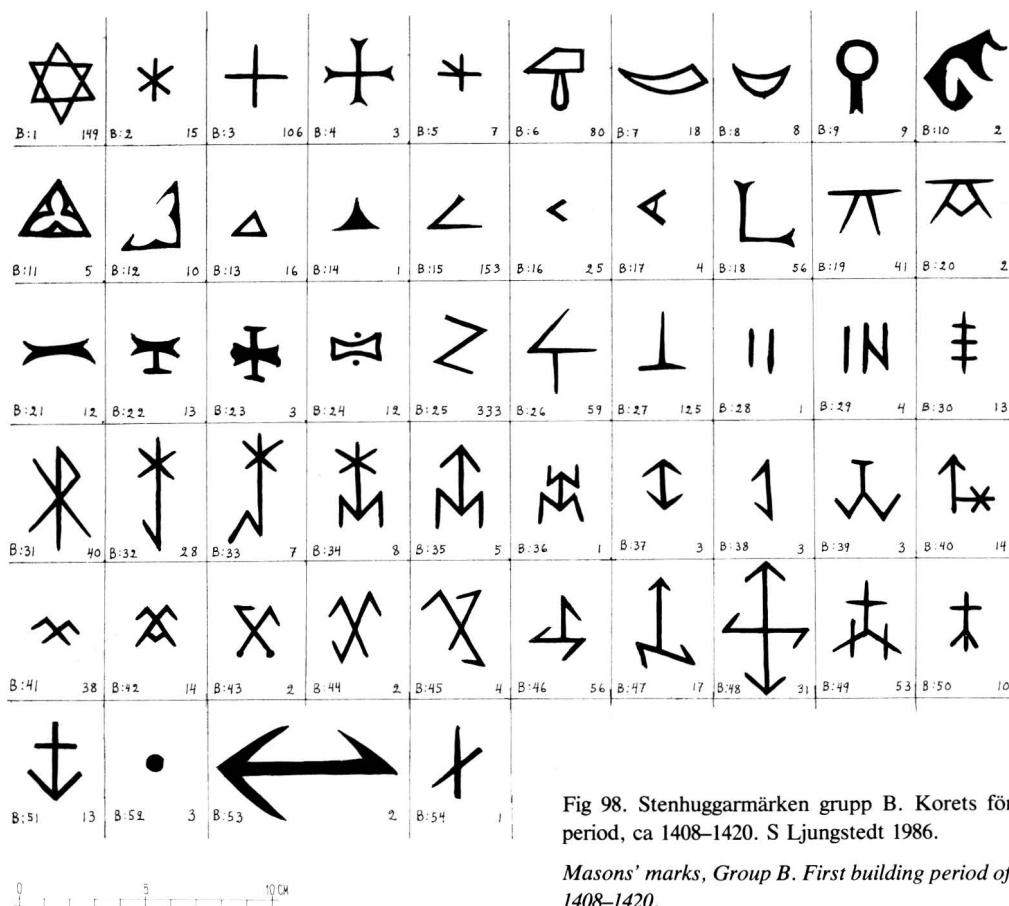 B:1 149 B:2 15 B:3 106 B:4 3 B:5 7 B:6 80 B:7 18 B:8 8 B:9 9 B:10 2
B:11 5 B:12 10 B:13 16 B:14 1 B:15 153 B:16 25 B:17 4 B:18 56 B:19 41 B:20 2
B:21 12 B:22 13 B:23 3 B:24 12 B:25 333 B:26 59 B:27 125 B:28 1 B:29 4 B:30 13
B:31 40 B:32 28 B:33 7 B:34 8 B:35 5 B:36 1 B:37 3 B:38 3 B:39 3 B:40 14
B:41 38 B:42 14 B:43 2 B:44 2 B:45 4 B:46 56 B:47 17 B:48 31 B:49 53 B:50 10
B:51 13 B:52 3 B:53 2 B:54 1
Fig 98. Stenhuggarmärken grupp B. Korets för
period, ca 1408–1420. S Ljungstedt 1986.
Masons' marks, Group B. First building period of
1408–1420.
0 5 10 CM